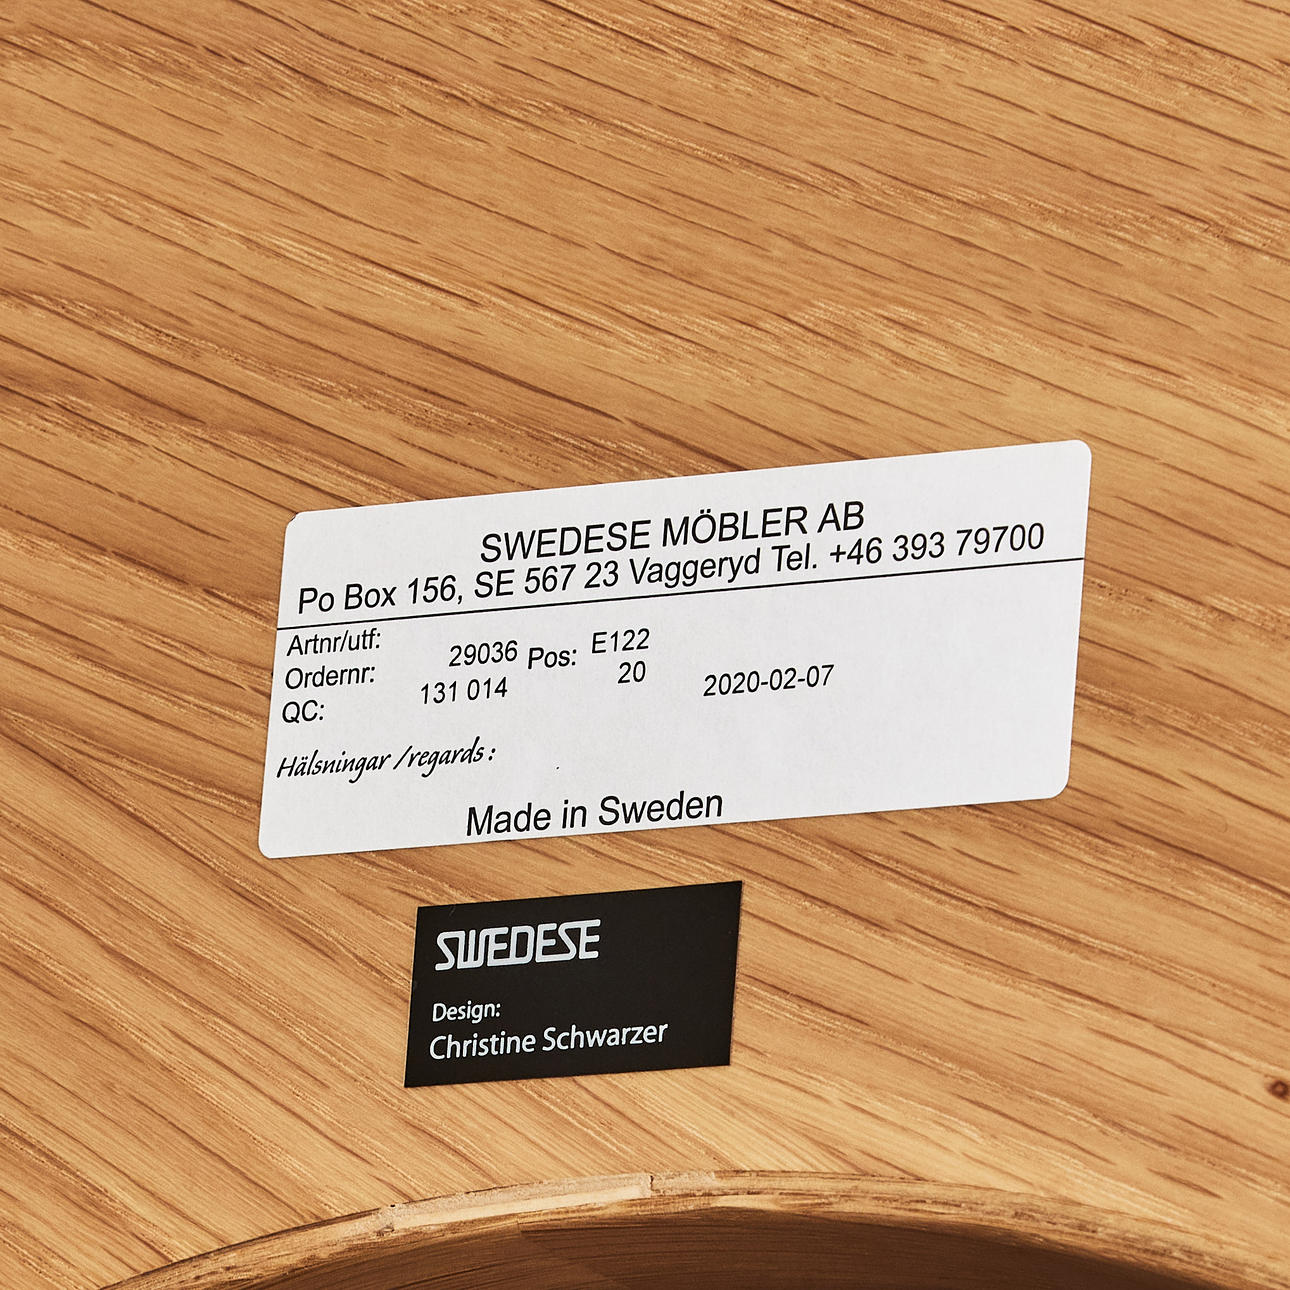 SWEDESE MÖBLER AB
Po Box 156, SE 567 23 Vaggeryd Tel. +46 393 79700
Artnr/utf: 29036 Pos: E122
Ordernr: 131 014 20 2020-02-07
QC:
Hälsningar /regards :
Made in Sweden
SWEDESE
Design:
Christine Schwarzer